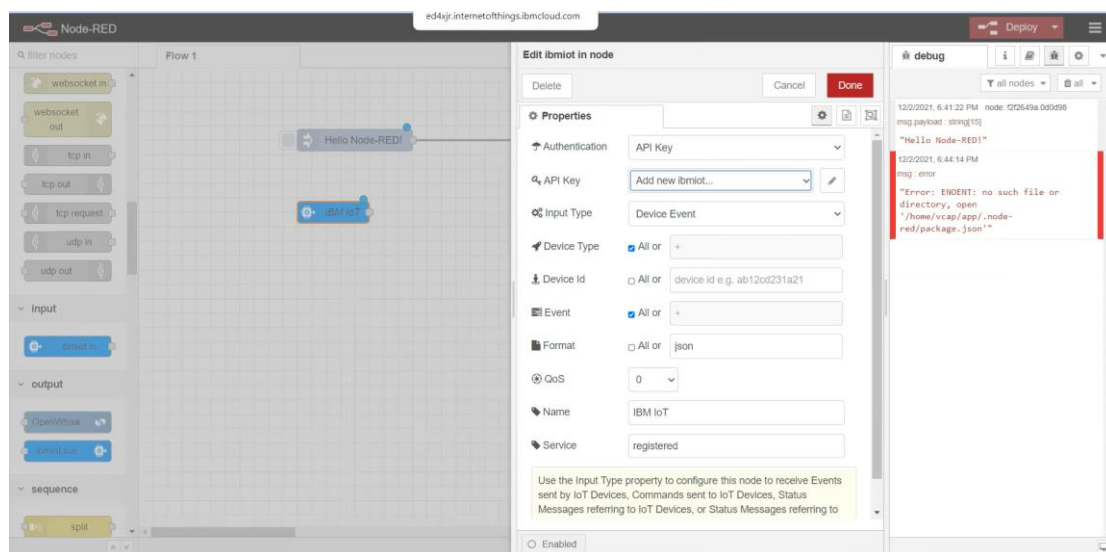 ed4xjr.internetofthings.ibmcloud.com
Node-RED
Deploy
filter nodes
Flow 1
Edit ibmiot in node
debug
i
websocket in
websocket
out
tcp in
tcp out
tcp request
udp in
udp out
input
ibmiot in
output
OpenWhisk
ibmiot out
sequence
split
Hello Node-RED!
IBM IoT
Delete
Cancel
Done
Properties
Authentication
API Key
API Key
Add new ibmiot...
Input Type
Device Event
Device Type
All or
+
Device Id
All or
device id e.g. ab12cd231a21
Event
All or
+
Format
All or
json
QoS
0
Name
IBM IoT
Service
registered
Use the Input Type property to configure this node to receive Events
sent by IoT Devices, Commands sent to IoT Devices, Status
Messages referring to IoT Devices, or Status Messages referring to
Enabled
all nodes
all
12/2/2021, 6:41:22 PM node: f2f2649a.0d0d98
msg.payload : string[15]
"Hello Node-RED!"
12/2/2021, 6:44:14 PM
msg : error
"Error: ENOENT: no such file or
directory, open
'/home/vcap/app/.node-
red/package.json'"